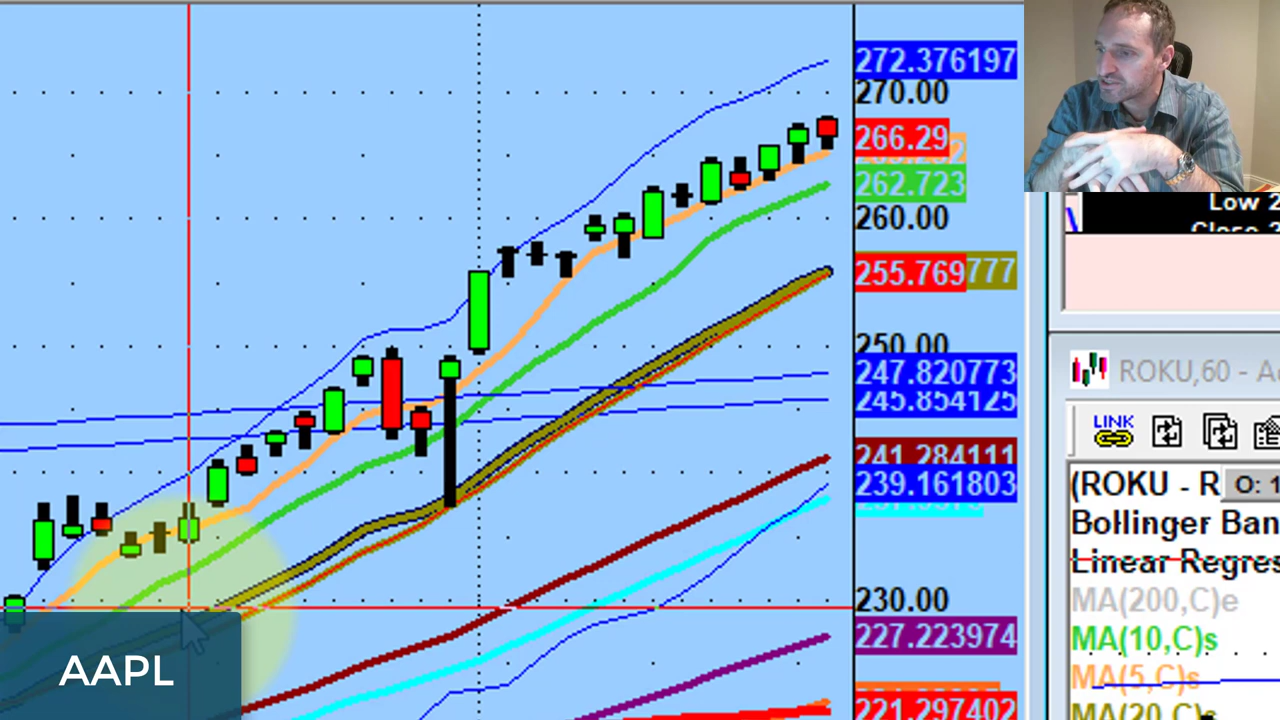 272.376197
270.00
266.29
262.723
260.00
255.769777
250.00
247.820773
245.854125
241.284111
239.161803
230.00
227.223974
221.297402
AAPL
Low 2
Close 2
ROKU,60 - A
LINK
(ROKU - R O: 1
Bollinger Ban
Linear Regres
MA(200,C)e
MA(10,C)s
MA(5,C)s
MA(20,C)s